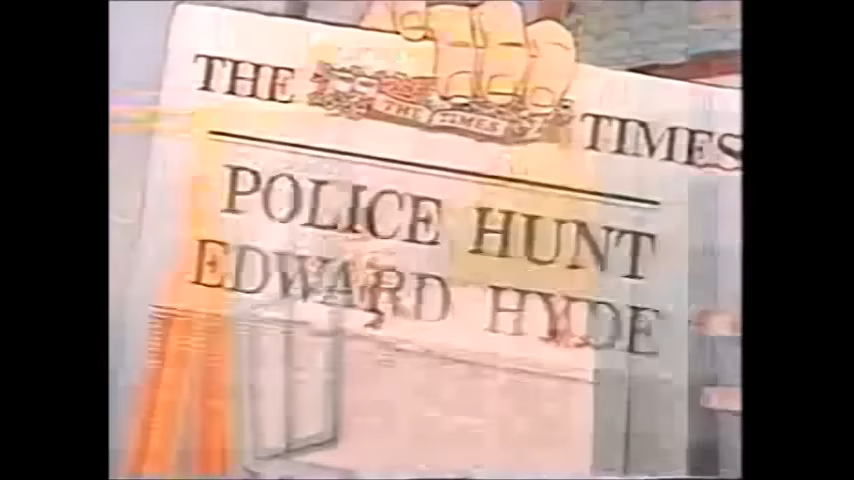 THE TIMES
THE TIMES
POLICE HUNT
EDWARD HYDE